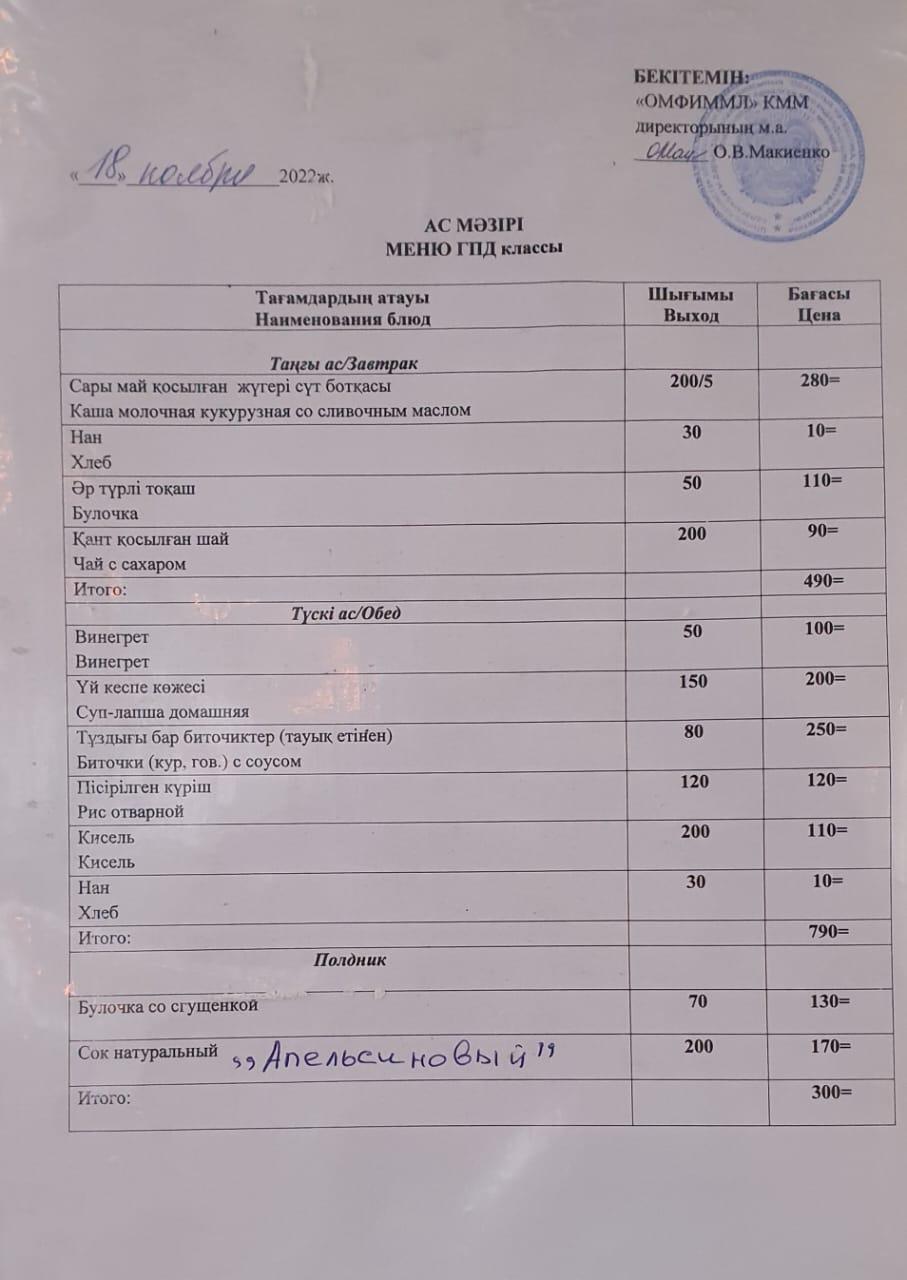 БЕКІТЕМІН:
«ОМФИММЛ» КММ
директорының м.а.
О.В.Макиенко
«18» ноября 2022ж.
АС МӘЗІРІ
МЕНЮ ГПД классы
Тағамдардың атауы Шығымы Бағасы
Наименования блюд Выход Цена
Таңғы ас/Завтрак
Сары май қосылған жүгері сүт ботқасы 200/5 280=
Каша молочная кукурузная со сливочным маслом
Нан 30 10=
Хлеб
Әр түрлі тоқаш 50 110=
Булочка
Қант қосылған шай 200 90=
Чай с сахаром
Итого: 490=
Түскі ас/Обед
Винегрет 50 100=
Винегрет
Үй кеспе көжесі 150 200=
Суп-лапша домашняя
Тұздығы бар биточиктер (тауық етінен) 80 250=
Биточки (кур, гов.) с соусом
Пісірілген күріш 120 120=
Рис отварной
Кисель 200 110=
Кисель
Нан 30 10=
Хлеб
Итого: 790=
Полдник
Булочка со сгущенкой 70 130=
Сок натуральный „Апельсиновый" 200 170=
Итого: 300=